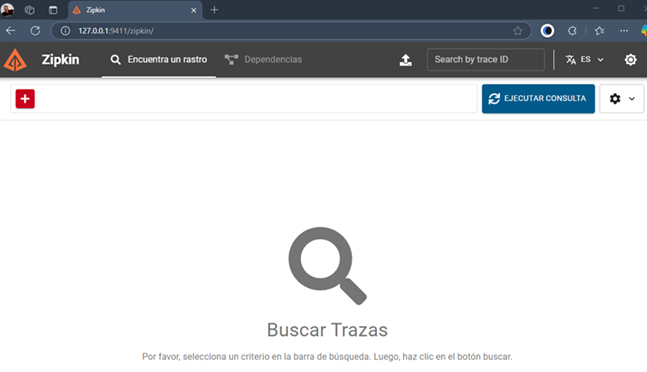 Zipkin
127.0.0.1:9411/zipkin/
Zipkin
Encuentra un rastro
Dependencias
Search by trace ID
ES
EJECUTAR CONSULTA
Buscar Trazas
Por favor, selecciona un criterio en la barra de búsqueda. Luego, haz clic en el botón buscar.